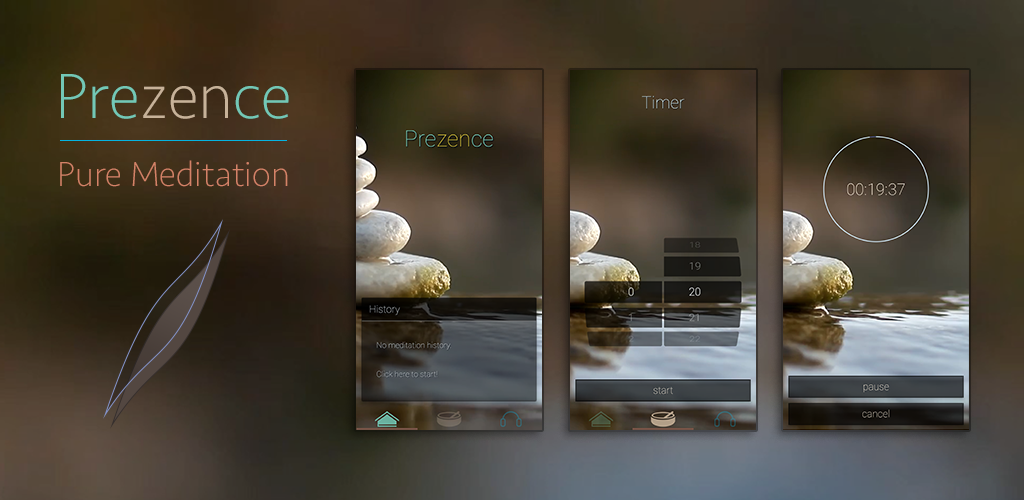 Prezence
Pure Meditation
Prezence
History
No meditation history
Click here to start!
Timer
18
19
0 20
1 21
22
start
00:19:37
pause
cancel